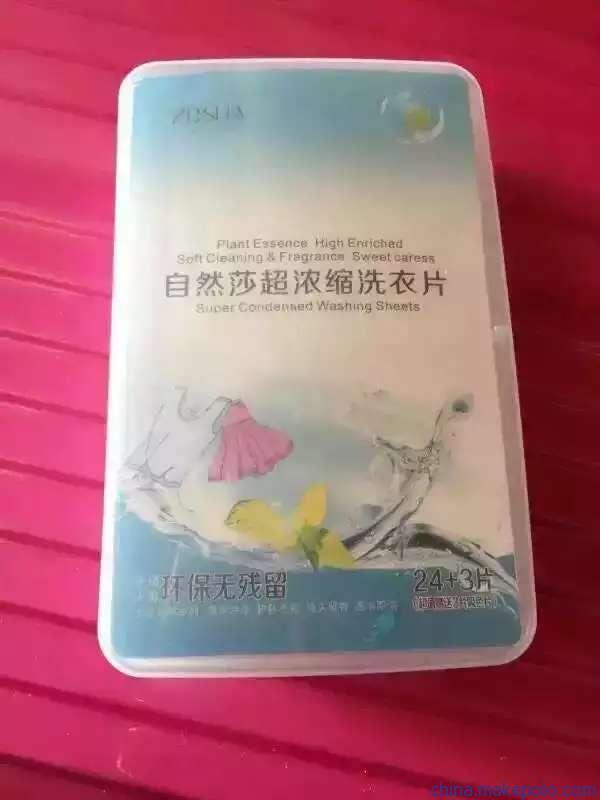 ZRSUA
Plant Essence High Enriched
Soft Cleaning & Fragrance Sweet caress
自然莎超浓缩洗衣片
Super Condensed Washing Sheets
环保无残留
24+3片
china.makepolo.com